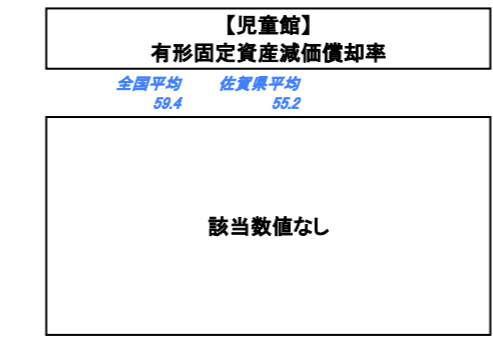 【児童館】
有形固定資産減価償却率
全国平均 佐賀県平均
59.4 55.2
該当数値なし